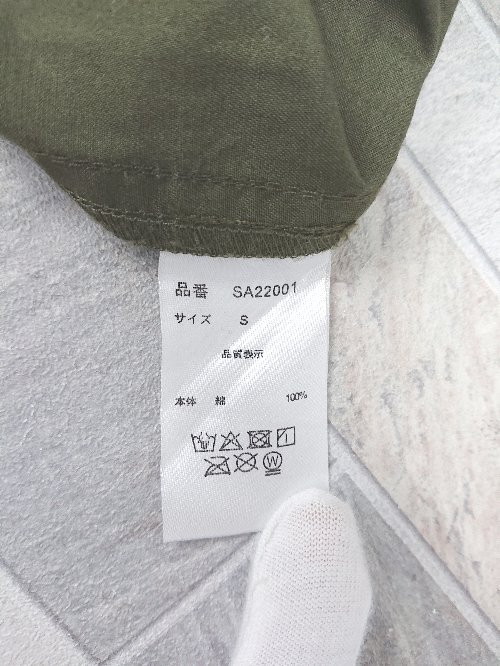 品番 SA22001
サイズ S
品質表示
本体 綿 100%
W